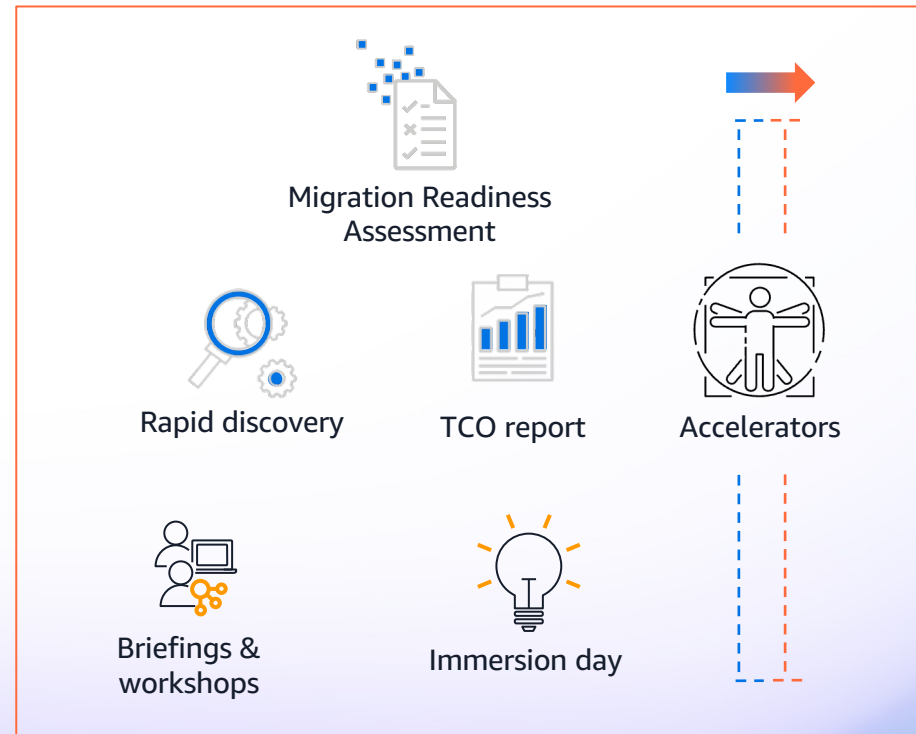 Migration Readiness
Assessment
Rapid discovery
TCO report
Accelerators
Briefings &
workshops
Immersion day